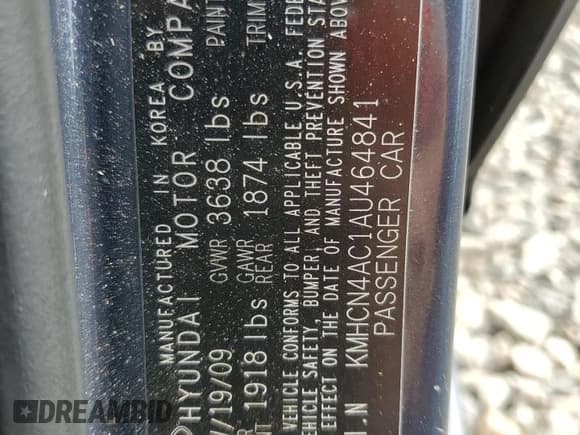 MANUFACTURED IN KOREA BY
HYUNDAI MOTOR COMPA
/19/09 GVWR 3638 lbs PAINT
1918 lbs GAWR REAR 1874 lbs TRIM
VEHICLE CONFORMS TO ALL APPLICABLE U.S.A. FEDE
VEHICLE SAFETY, BUMPER, AND THEFT PREVENTION STA
EFFECT ON THE DATE OF MANUFACTURE SHOWN ABOV
I.N KMHCN4AC1AU464841
PASSENGER CAR.
DREAMBID